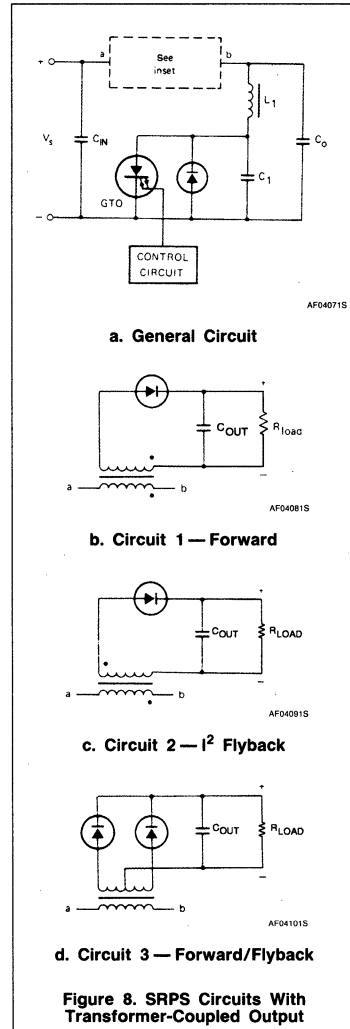 See
inset
a
b
+
L1
Vs
CIN
Co
C1
GTO
−
CONTROL
CIRCUIT
AF04071S
a. General Circuit
+
COUT
Rload
−
a
b
AF04081S
b. Circuit 1 — Forward
+
COUT
RLOAD
−
a
b
AF04091S
c. Circuit 2 — I² Flyback
+
COUT
RLOAD
−
a
b
AF04101S
d. Circuit 3 — Forward/Flyback
Figure 8. SRPS Circuits With
Transformer-Coupled Output